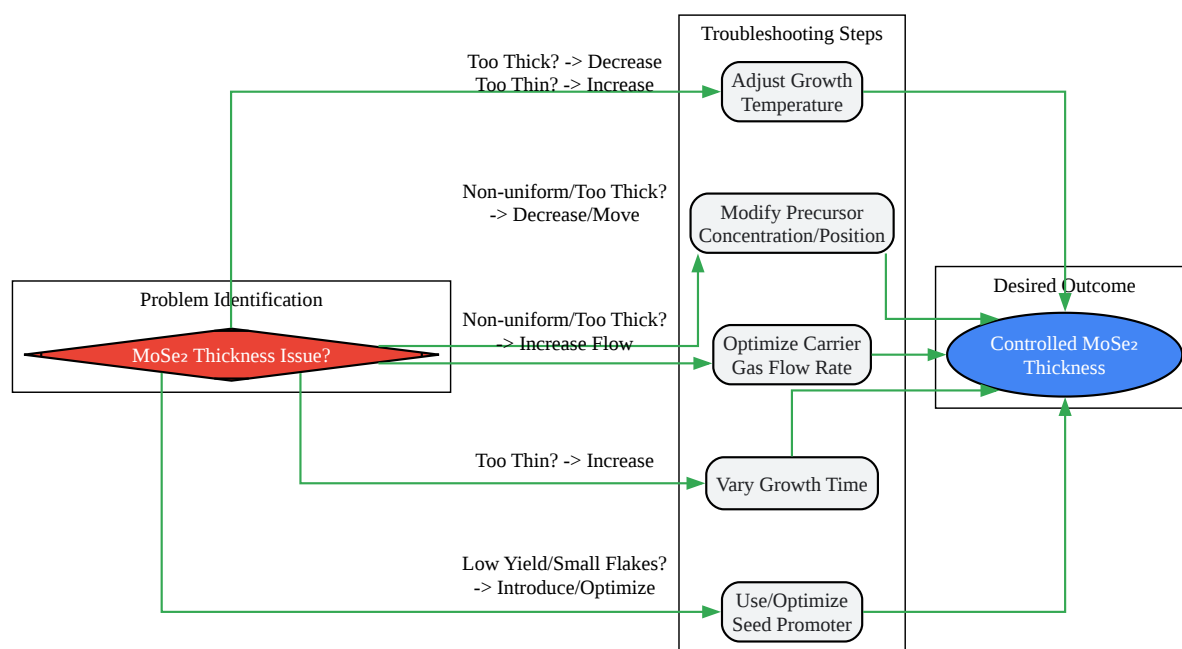 Troubleshooting Steps
Too Thick? -> Decrease
Too Thin? -> Increase
Adjust Growth
Temperature
Non-uniform/Too Thick?
-> Decrease/Move
Modify Precursor
Concentration/Position
Problem Identification
MoSe₂ Thickness Issue?
Non-uniform/Too Thick?
-> Increase Flow
Optimize Carrier
Gas Flow Rate
Desired Outcome
Controlled MoSe₂
Thickness
Too Thin? -> Increase
Vary Growth Time
Low Yield/Small Flakes?
-> Introduce/Optimize
Use/Optimize
Seed Promoter